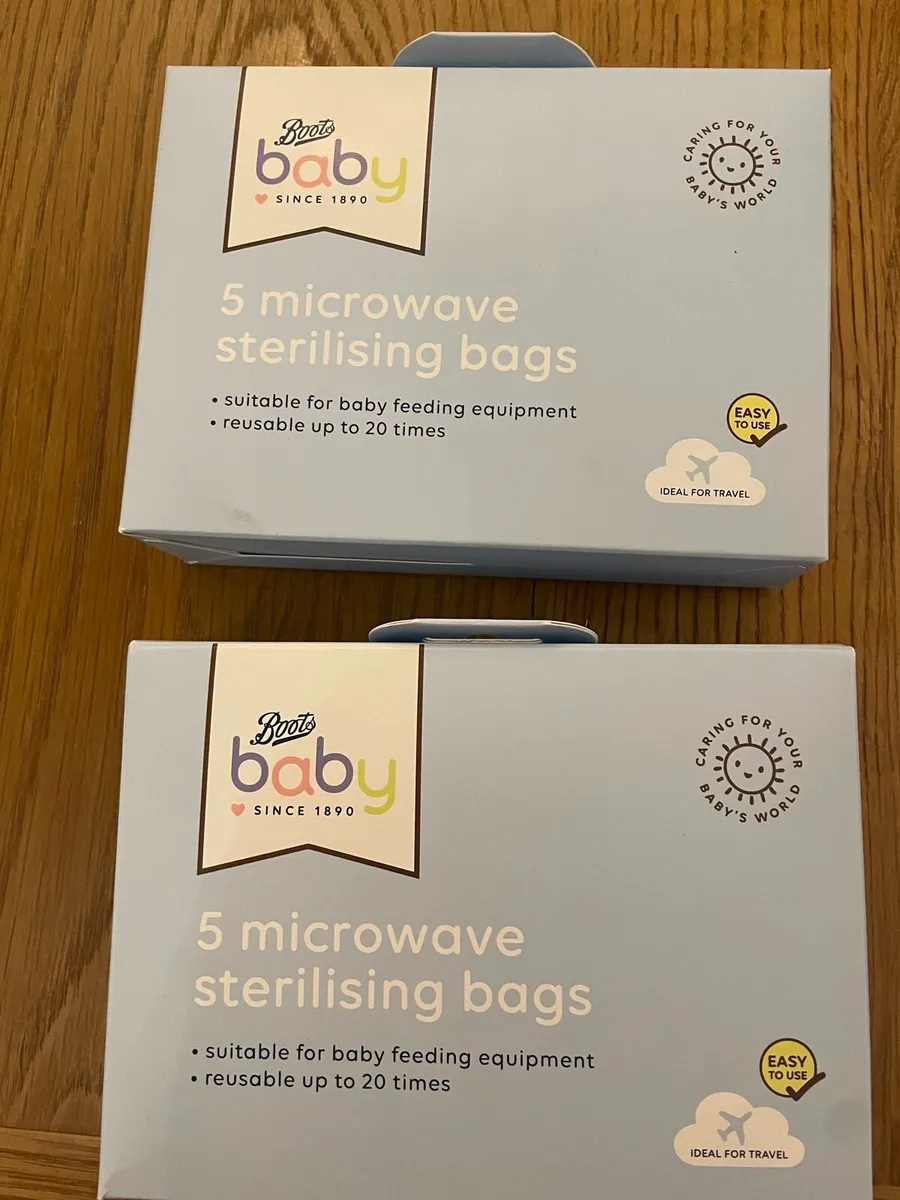 Boots
baby
SINCE 1890
CARING FOR YOUR
BABY'S WORLD
5 microwave
sterilising bags
• suitable for baby feeding equipment
• reusable up to 20 times
EASY
TO USE
IDEAL FOR TRAVEL
Boots
baby
SINCE 1890
CARING FOR YOUR
BABY'S WORLD
5 microwave
sterilising bags
• suitable for baby feeding equipment
• reusable up to 20 times
EASY
TO USE
IDEAL FOR TRAVEL